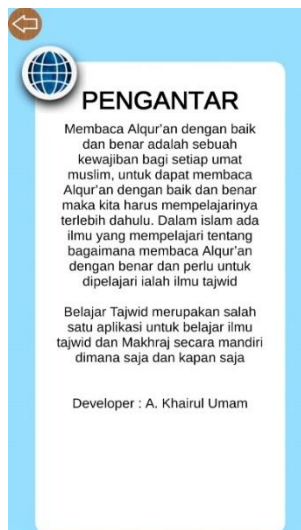 PENGANTAR
Membaca Alqur'an dengan baik
dan benar adalah sebuah
kewajiban bagi setiap umat
muslim, untuk dapat membaca
Alqur'an dengan baik dan benar
maka kita harus mempelajarinya
terlebih dahulu. Dalam islam ada
ilmu yang mempelajari tentang
bagaimana membaca Alqur'an
dengan benar dan perlu untuk
dipelajari ialah ilmu tajwid
Belajar Tajwid merupakan salah
satu aplikasi untuk belajar ilmu
tajwid dan Makhraj secara mandiri
dimana saja dan kapan saja
Developer : A. Khairul Umam